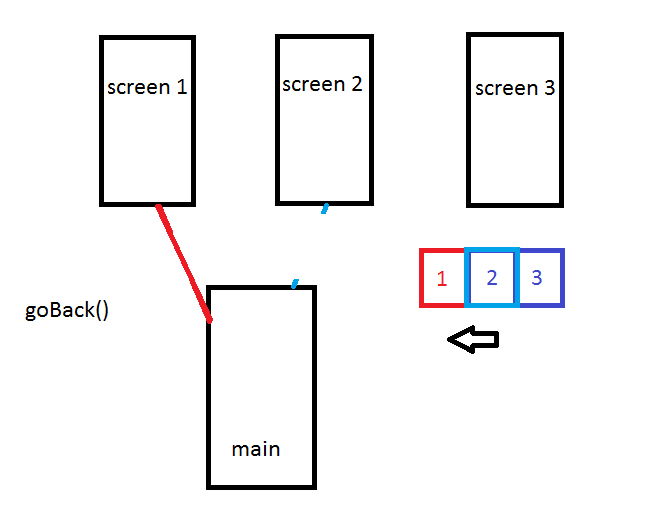 screen 1
screen 2
screen 3
1 2 3
goBack()
main